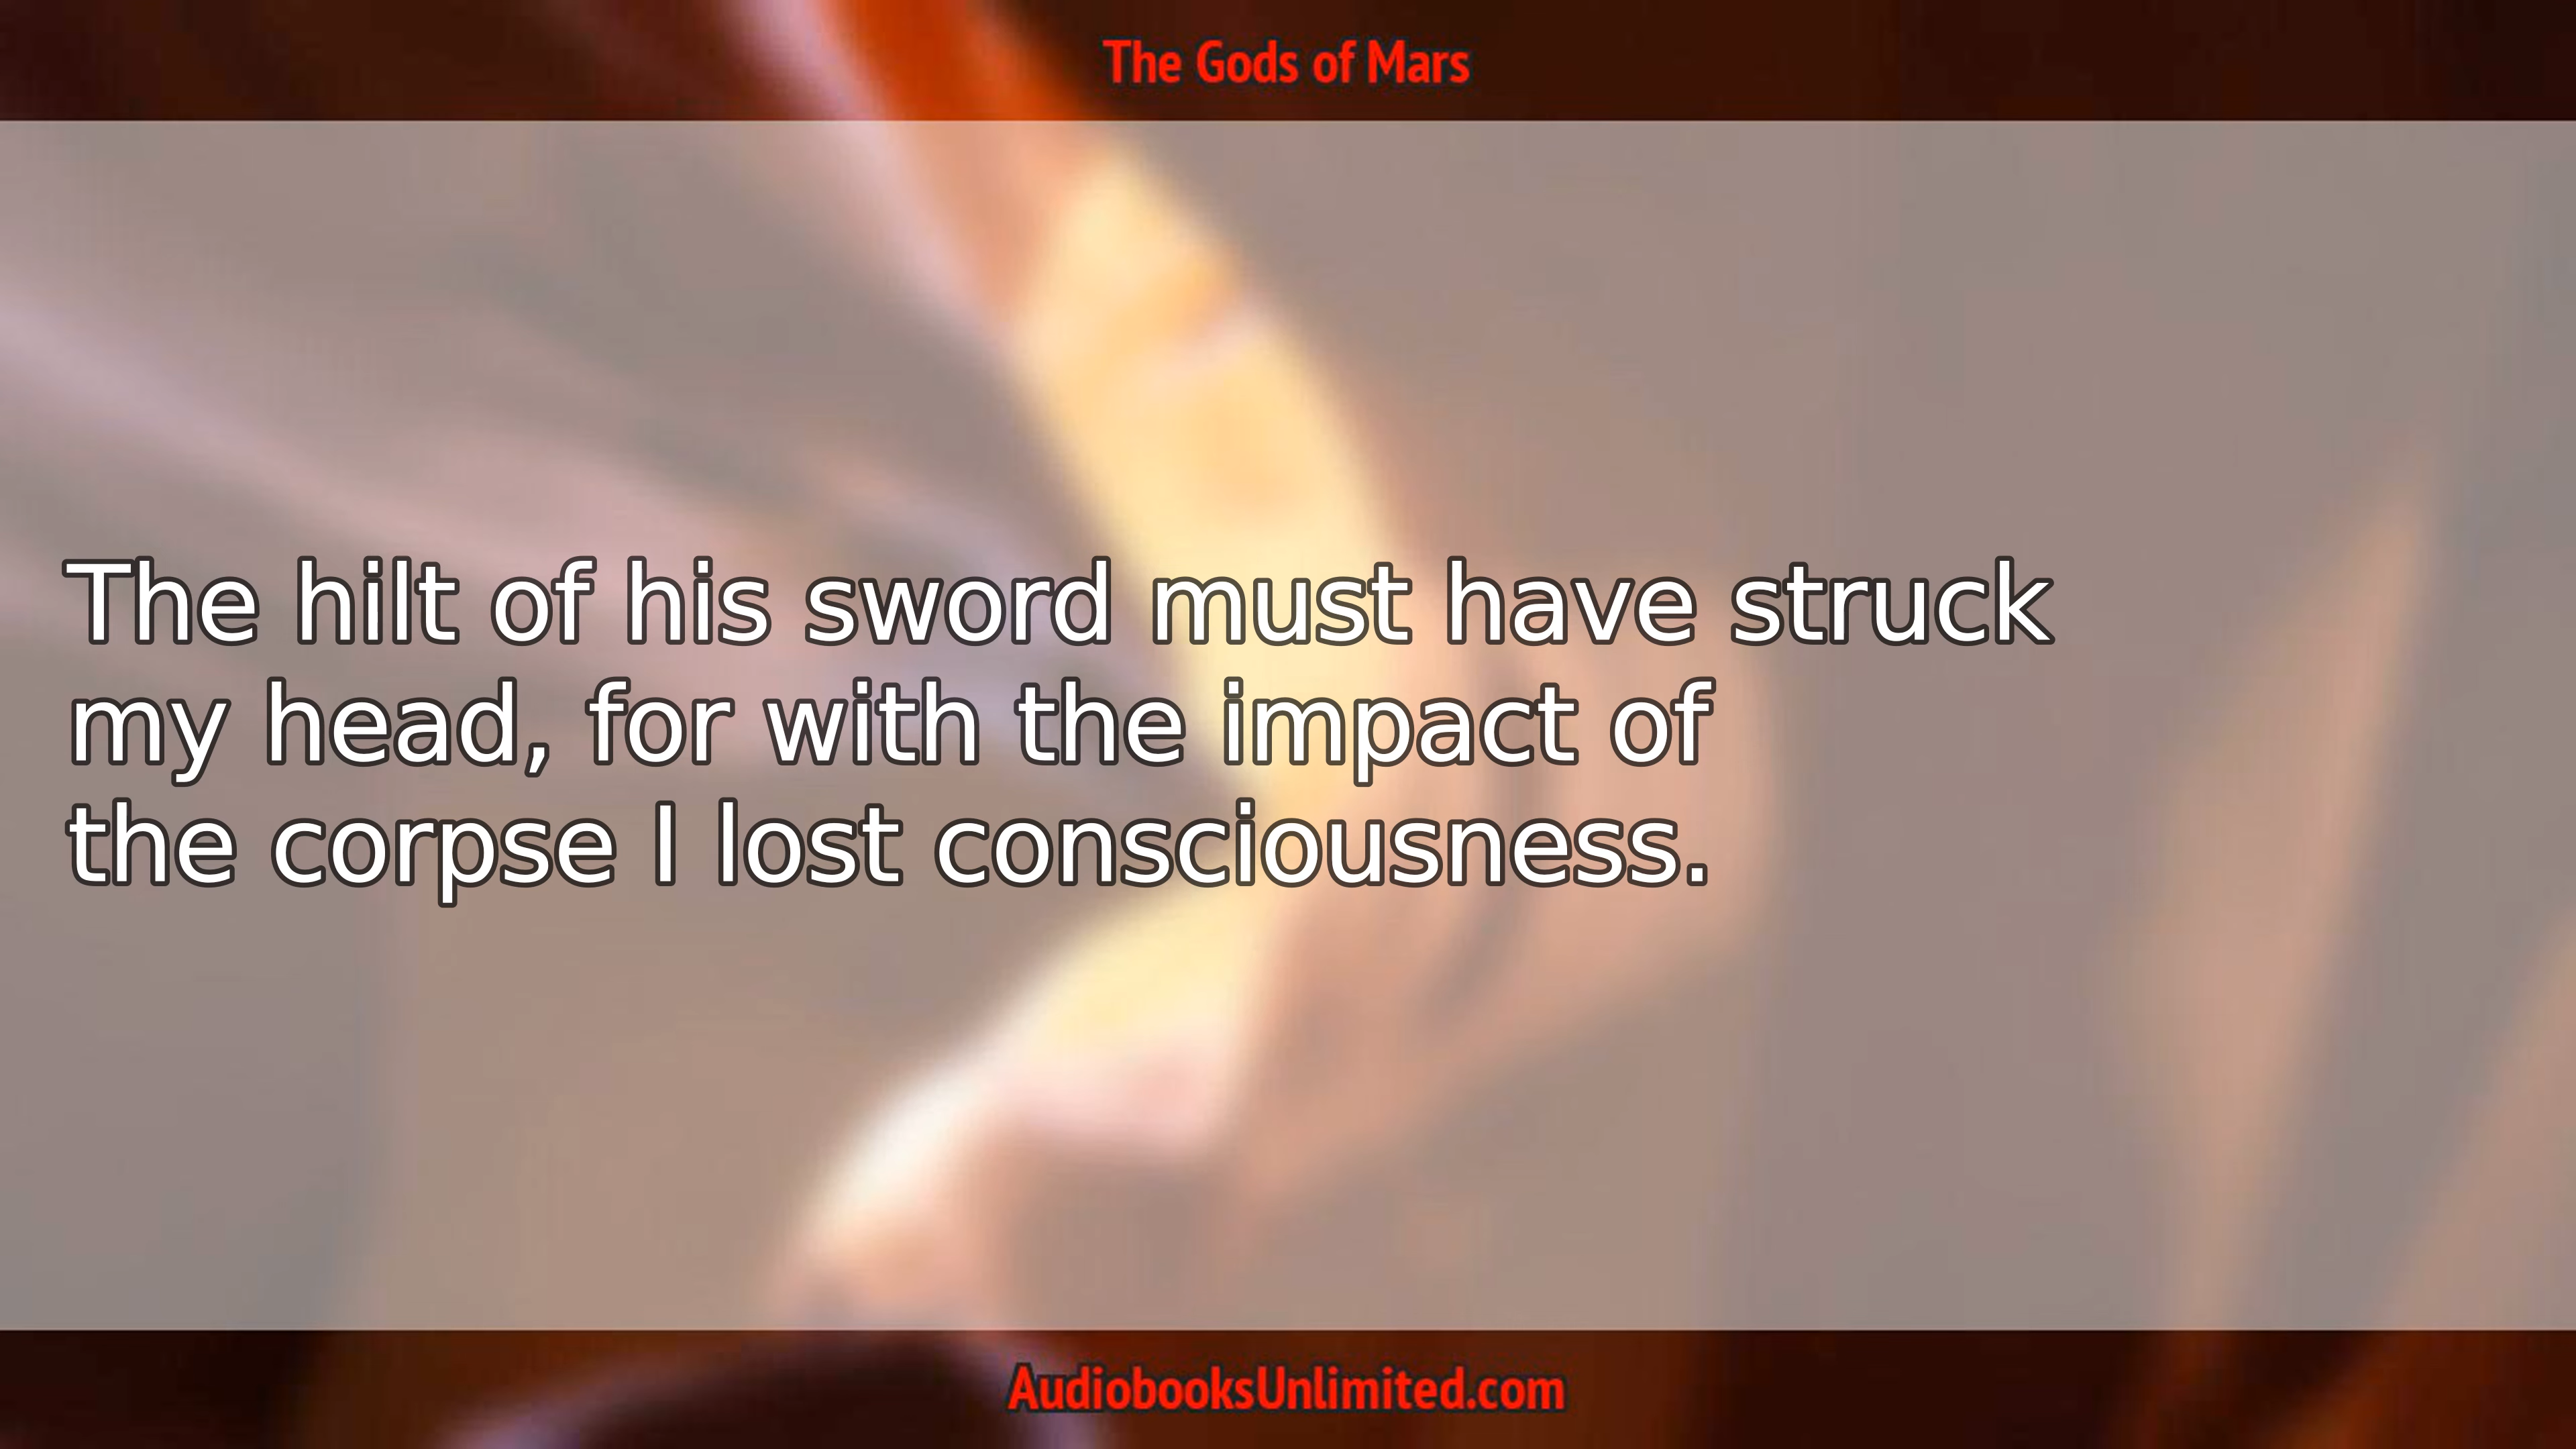 The Gods of Mars
The hilt of his sword must have struck
my head, for with the impact of
the corpse I lost consciousness.
AudiobooksUnlimited.com